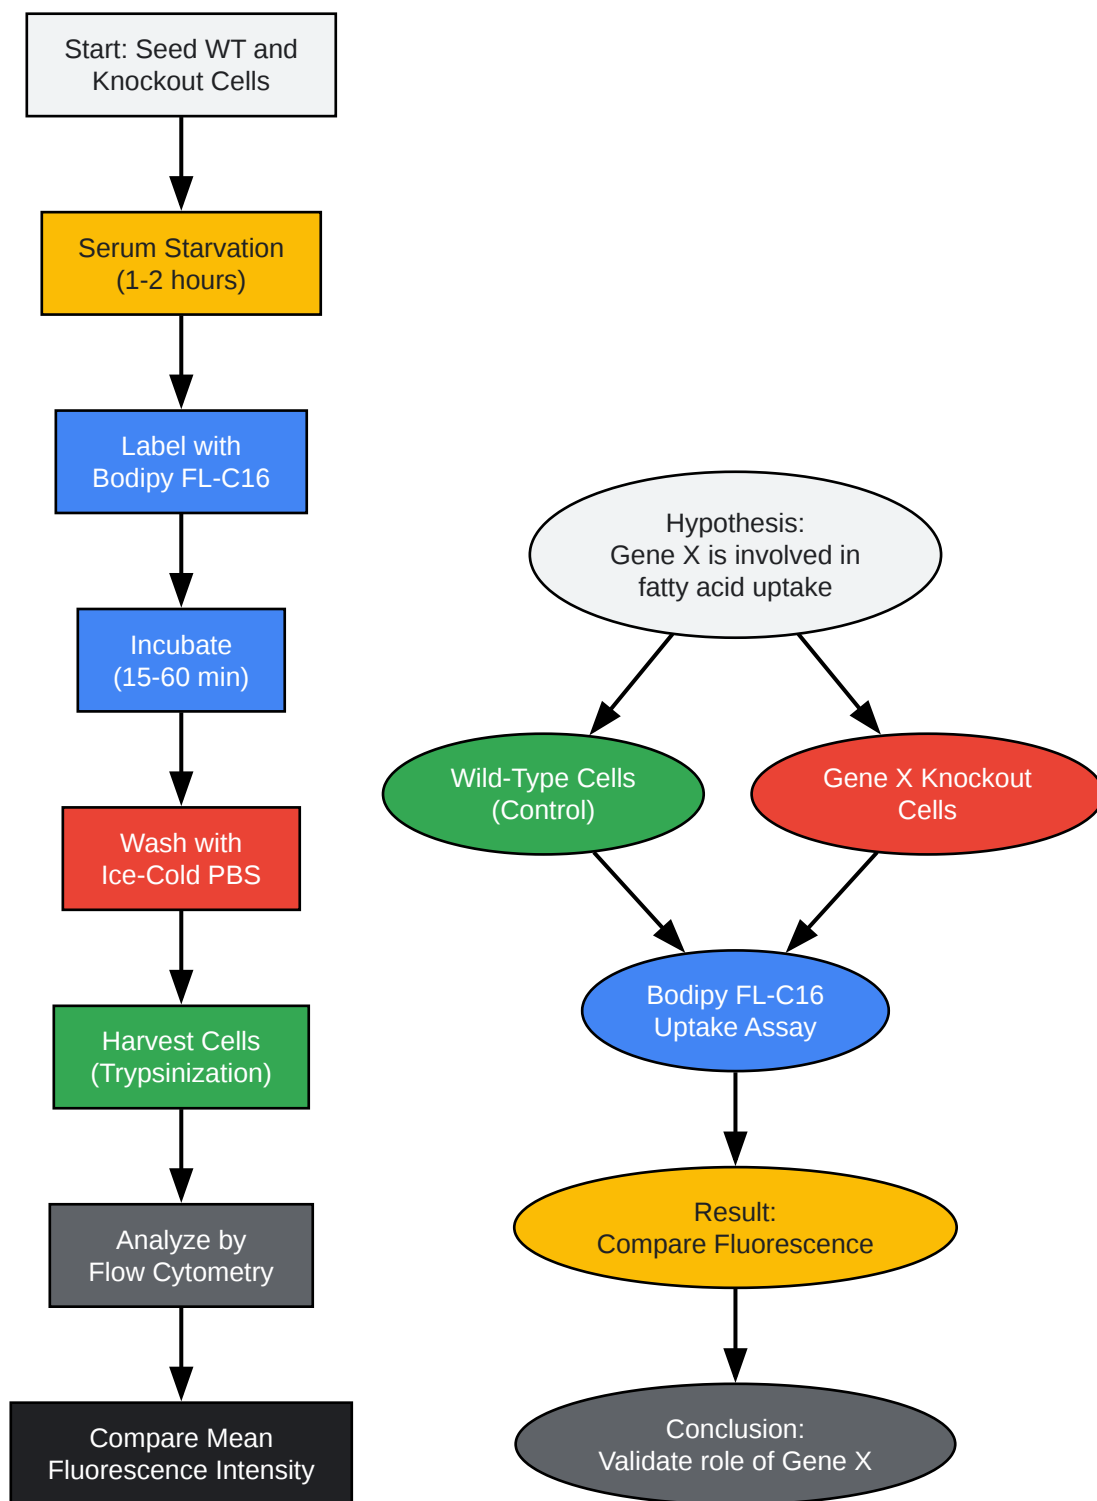 Start: Seed WT and
Knockout Cells
Serum Starvation
(1-2 hours)
Label with
Bodipy FL-C16
Incubate
(15-60 min)
Wash with
Ice-Cold PBS
Harvest Cells
(Trypsinization)
Analyze by
Flow Cytometry
Compare Mean
Fluorescence Intensity
Hypothesis:
Gene X is involved in
fatty acid uptake
Wild-Type Cells
(Control)
Gene X Knockout
Cells
Bodipy FL-C16
Uptake Assay
Result:
Compare Fluorescence
Conclusion:
Validate role of Gene X